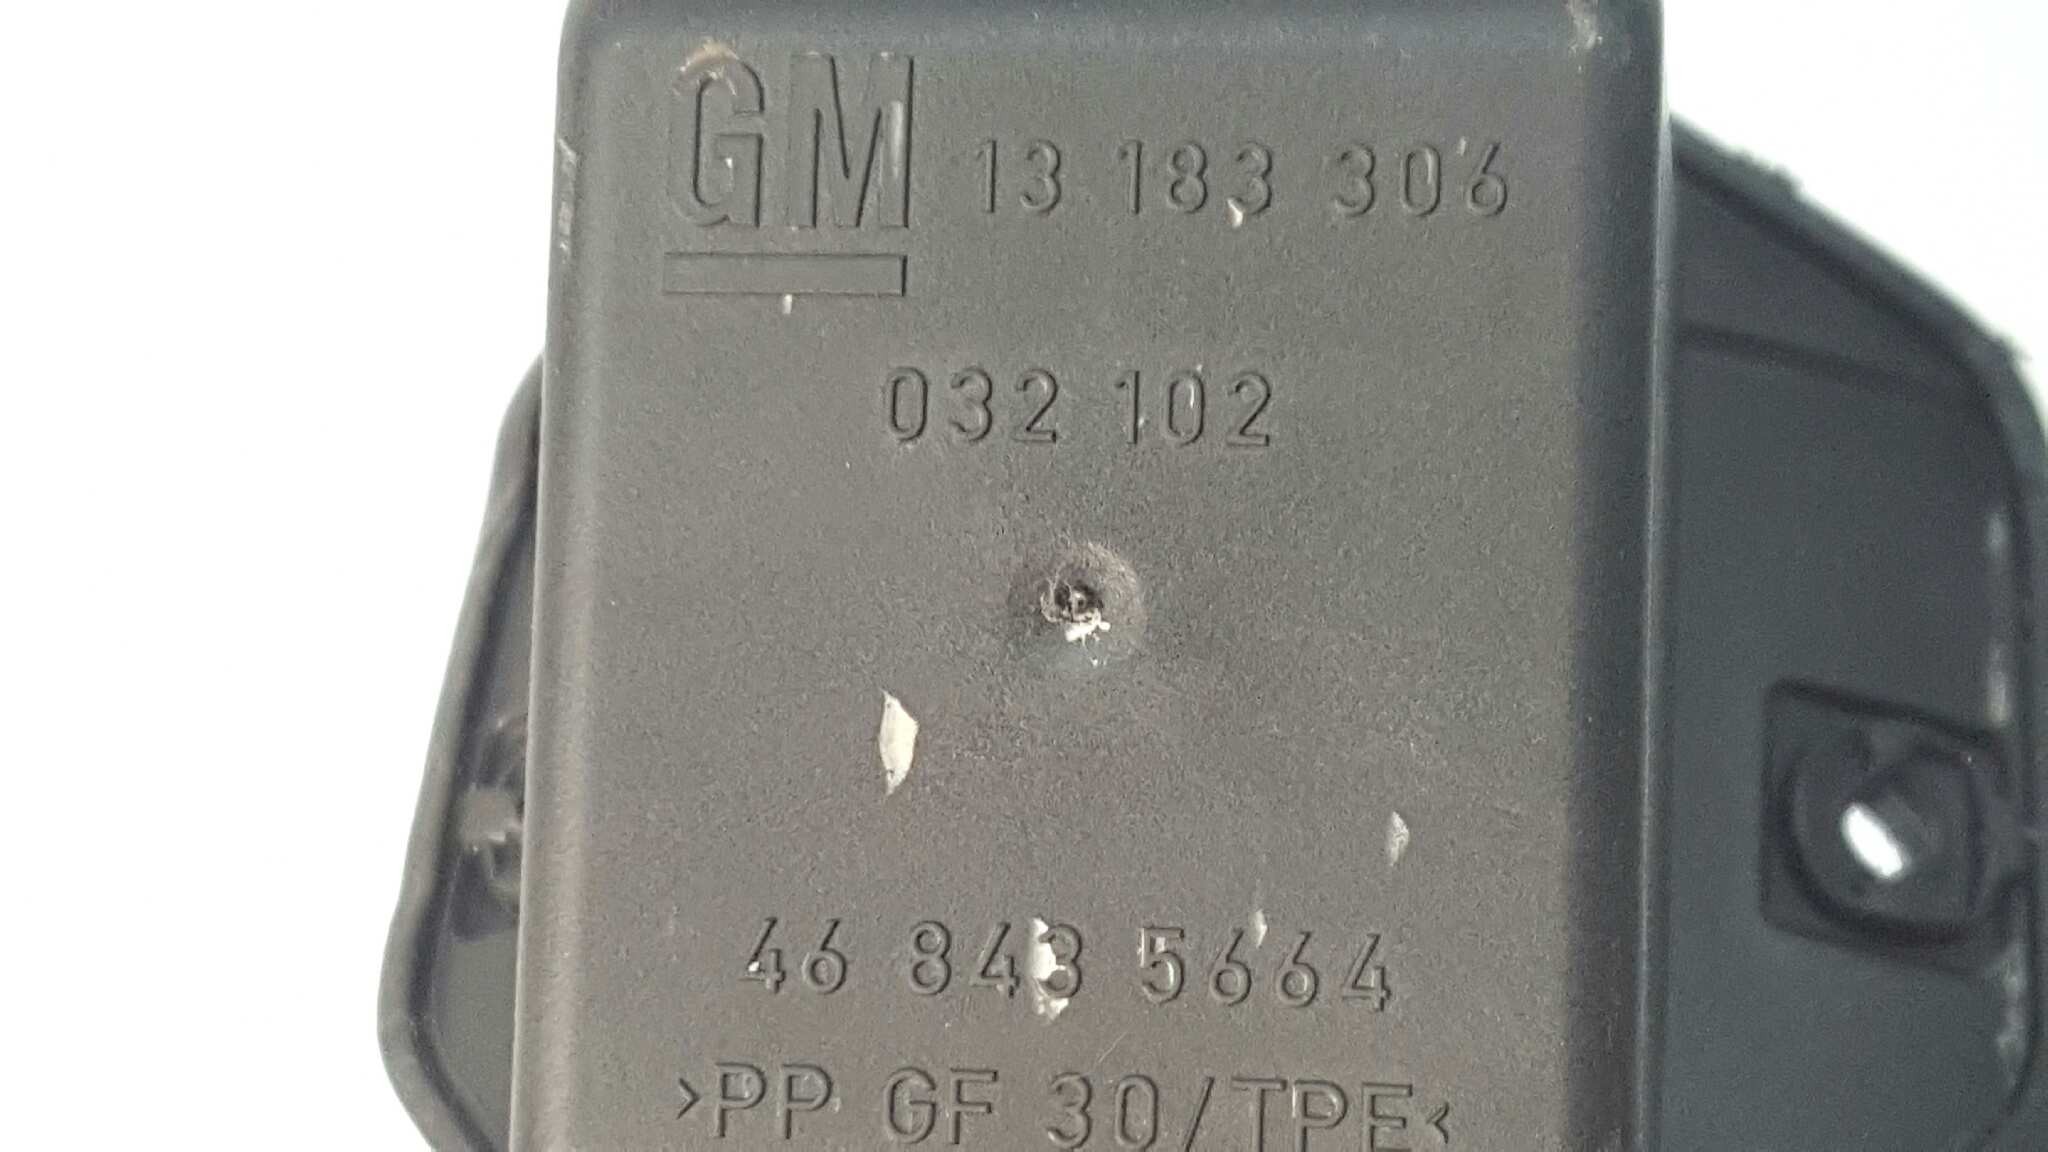 GM 13 183 306
032 102
46 843 5664
>PP GF 30/TPE<